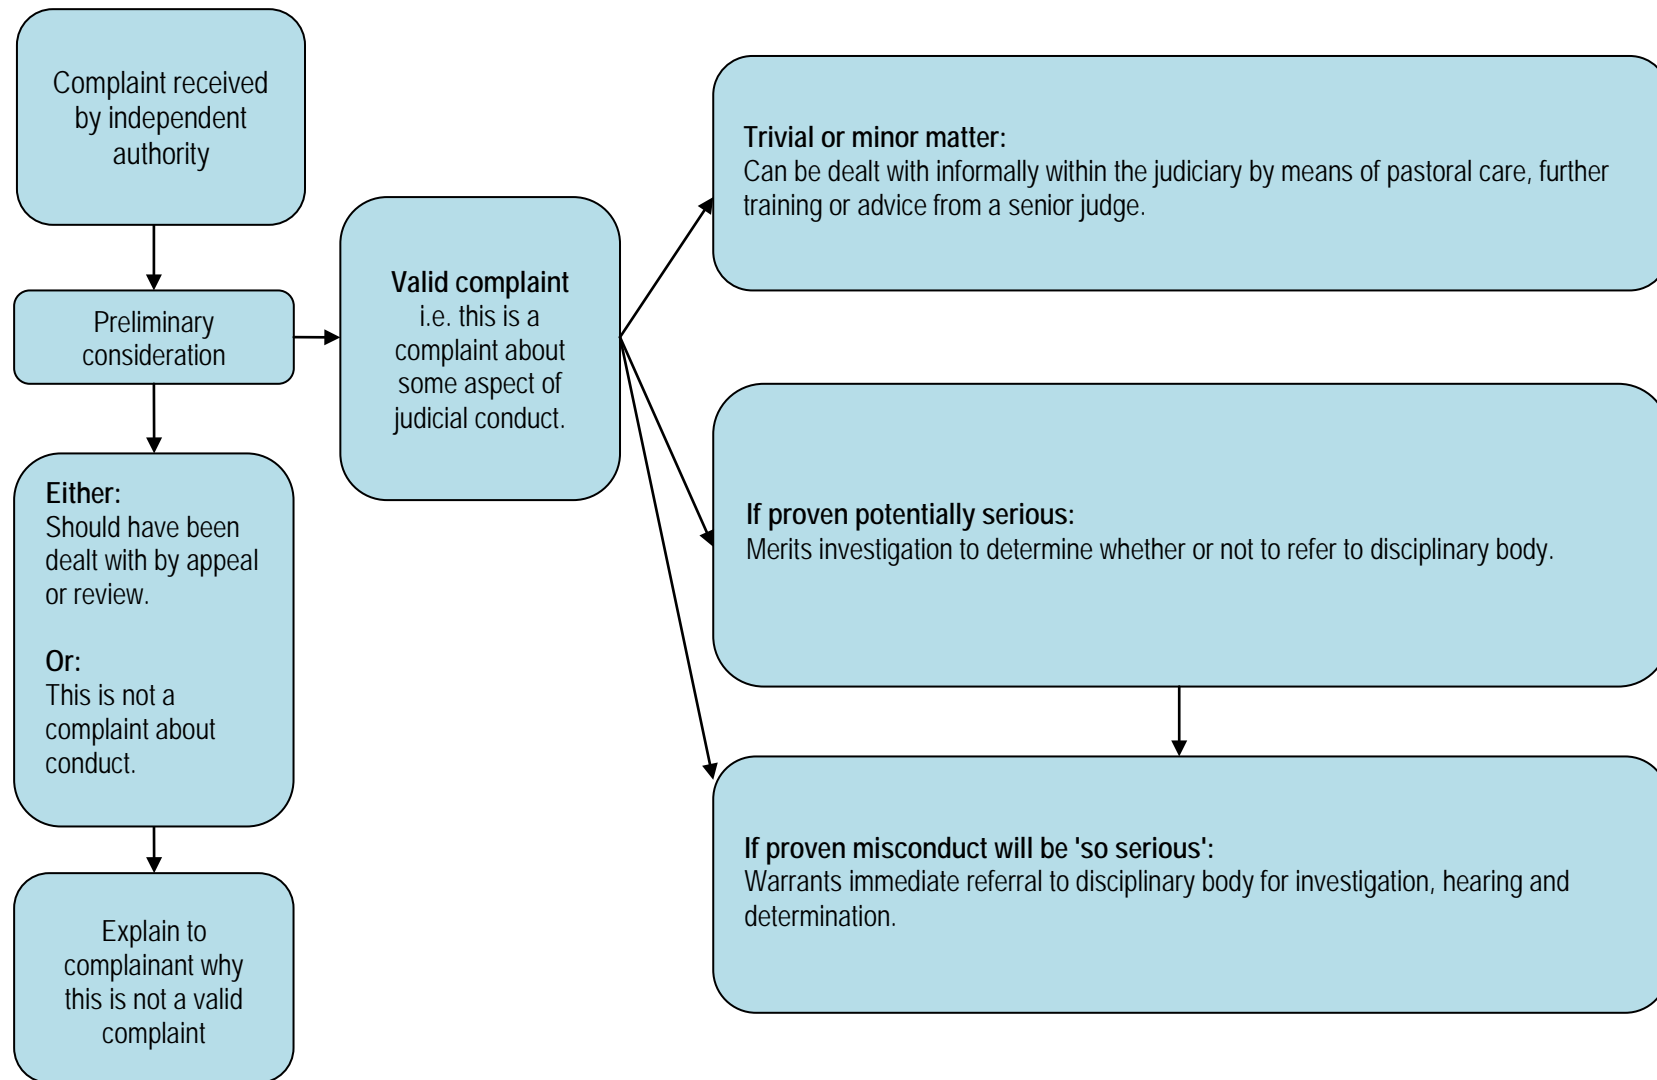 Complaint received
by independent
authority
Preliminary
consideration
Either:
Should have been
dealt with by appeal
or review.
Or:
This is not a
complaint about
conduct.
Explain to
complainant why
this is not a valid
complaint
Valid complaint
i.e. this is a
complaint about
some aspect of
judicial conduct.
Trivial or minor matter:
Can be dealt with informally within the judiciary by means of pastoral care, further
training or advice from a senior judge.
If proven potentially serious:
Merits investigation to determine whether or not to refer to disciplinary body.
If proven misconduct will be 'so serious':
Warrants immediate referral to disciplinary body for investigation, hearing and
determination.